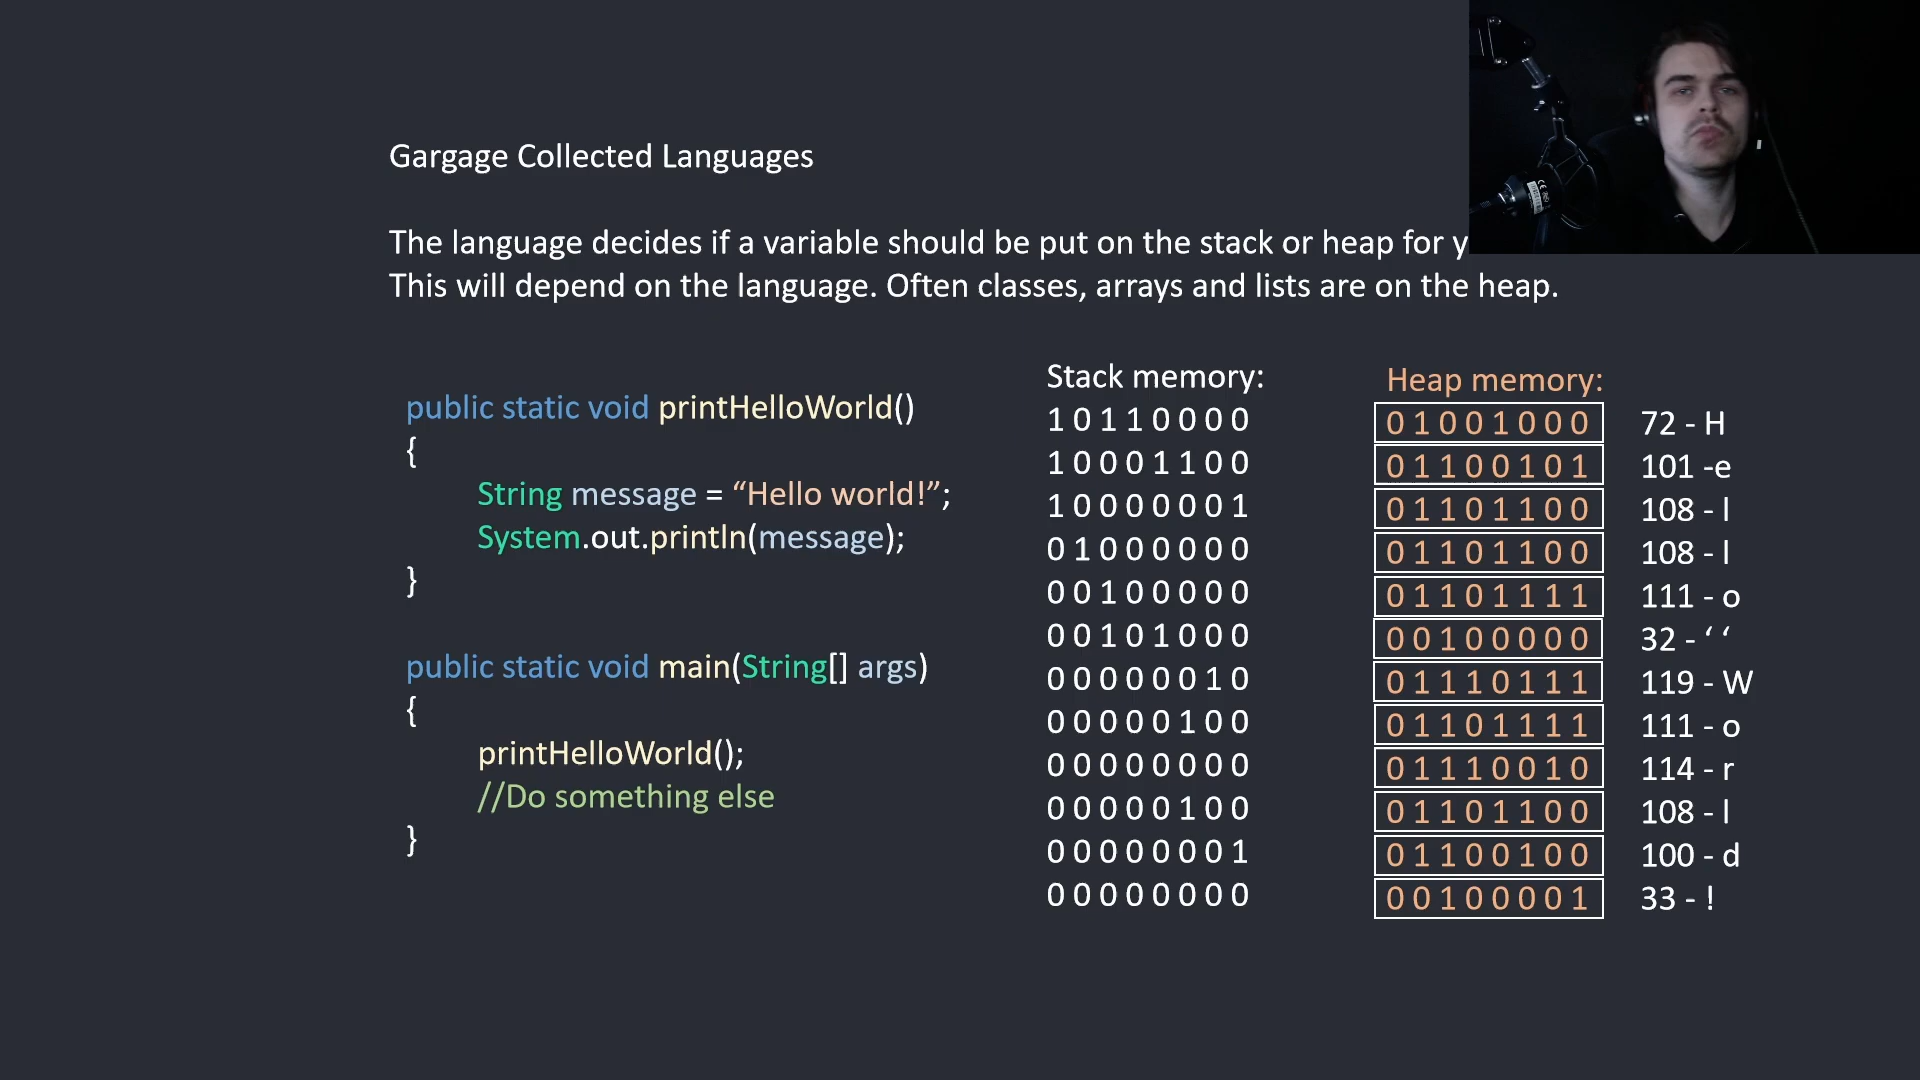 Gargage Collected Languages
The language decides if a variable should be put on the stack or heap for y
This will depend on the language. Often classes, arrays and lists are on the heap.
public static void printHelloWorld()
{
String message = “Hello world!”;
System.out.println(message);
}
public static void main(String[] args)
{
printHelloWorld();
//Do something else
}
Stack memory:
1 0 1 1 0 0 0 0
1 0 0 0 1 1 0 0
1 0 0 0 0 0 0 1
0 1 0 0 0 0 0 0
0 0 1 0 0 0 0 0
0 0 1 0 1 0 0 0
0 0 0 0 0 0 1 0
0 0 0 0 0 1 0 0
0 0 0 0 0 0 0 0
0 0 0 0 0 1 0 0
0 0 0 0 0 0 0 1
0 0 0 0 0 0 0 0
Heap memory:
0 1 0 0 1 0 0 0 72 - H
0 1 1 0 0 1 0 1 101 -e
0 1 1 0 1 1 0 0 108 - l
0 1 1 0 1 1 0 0 108 - l
0 1 1 0 1 1 1 1 111 - o
0 0 1 0 0 0 0 0 32 - ‘ ‘
0 1 1 1 0 1 1 1 119 - W
0 1 1 0 1 1 1 1 111 - o
0 1 1 1 0 0 1 0 114 - r
0 1 1 0 1 1 0 0 108 - l
0 1 1 0 0 1 0 0 100 - d
0 0 1 0 0 0 0 1 33 - !